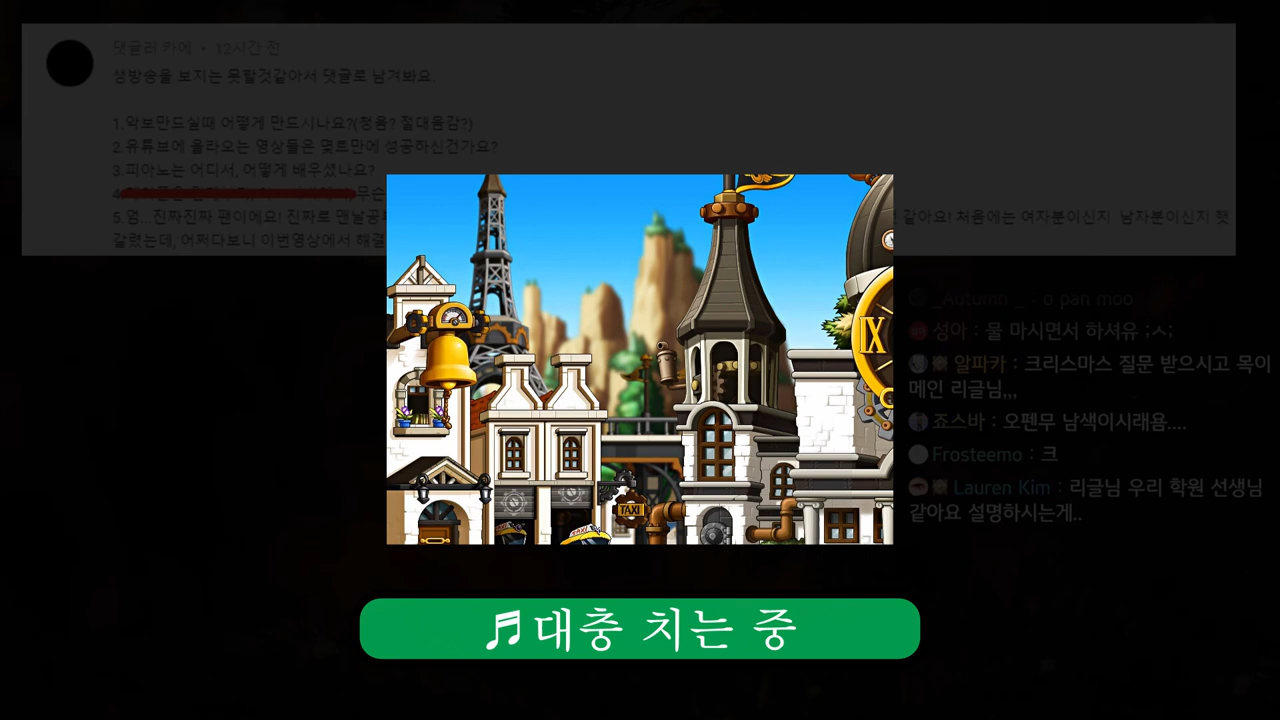 댓글러 카에 • 12시간 전
생방송을 보지는 못할것같아서 댓글로 남겨봐요.
1.악보만드실때 어떻게 만드시나요?(청음? 절대음감?)
2.유튜브에 올라오는 영상들은 몇트만에 성공하신건가요?
3.피아노는 어디서, 어떻게 배우셨나요?
4 무슨
5.엄...진짜진짜 팬이에요! 진짜로 맨날 같아요! 처음에는 여자분이신지 남자분이신지 햇
갈렸는데, 어쩌다보니 이번영상에서 해결
_Autumn _ : o pan moo
성아 : 물 마시면서 하셔유 ;ㅅ;
알파카 : 크리스마스 질문 받으시고 목이
메인 리글님,,,
죠스바 : 오펜무 남색이시래욤....
Frosteemo : 크
Lauren Kim : 리글님 우리 학원 선생님
같아요 설명하시는게..
IX
TAXI
TAXI
♬대충 치는 중